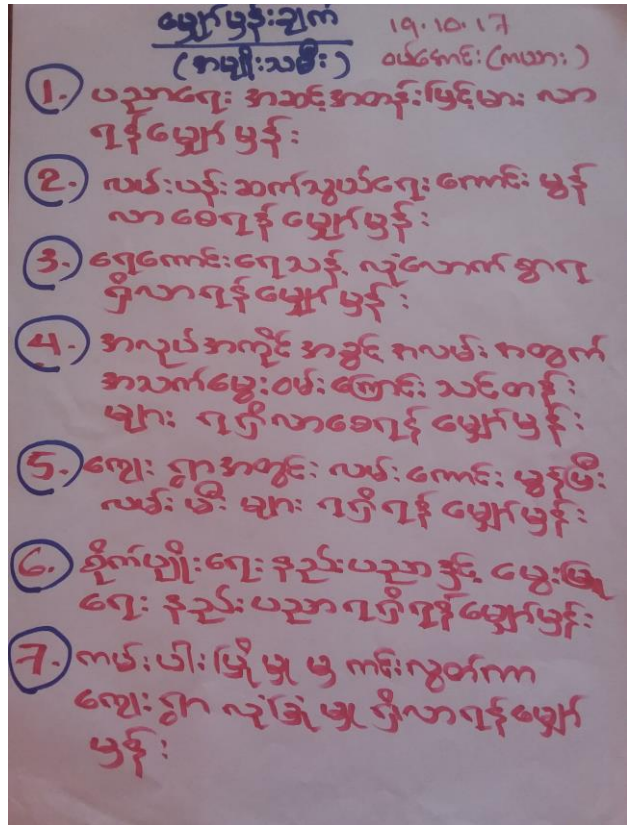 မျှော်မှန်းချက်
(အမျိုးသမီး)
19.10.17
ဝယ်ကောင်း(ကယား)
1. ပညာရေး အဆင့်အတန်းမြင့်မား လာ
ရန်မျှော်မှန်း
2. လမ်းပန်းဆက်သွယ်ရေး ကောင်း မွန်
လာစေရန် မျှော်မှန်း
3. ရေကောင်းရေသန့် လုံလောက်စွာရ
ရှိလာရန် မျှော်မှန်း
4. အလုပ်အကိုင် အခွင့် အလမ်း အတွက်
အသက်မွေးဝမ်းကြောင်း သင်တန်း
များ ရရှိလာစေရန် မျှော်မှန်း
5. ကျေးရွာအတွင်း လမ်းကောင်းမွန်ပြီး
လမ်းမီးများ ရရှိရန် မျှော်မှန်း
6. စိုက်ပျိုးရေးနည်းပညာနှင့် မွေးမြူ
ရေးနည်းပညာရရှိရန်မျှော်မှန်း
7. ကမ်းပါးပြိုမှုမှ ကင်းလွတ်ကာ
ကျေးရွာ လုံခြုံမှု ရှိလာရန်မျှော်
မှန်း